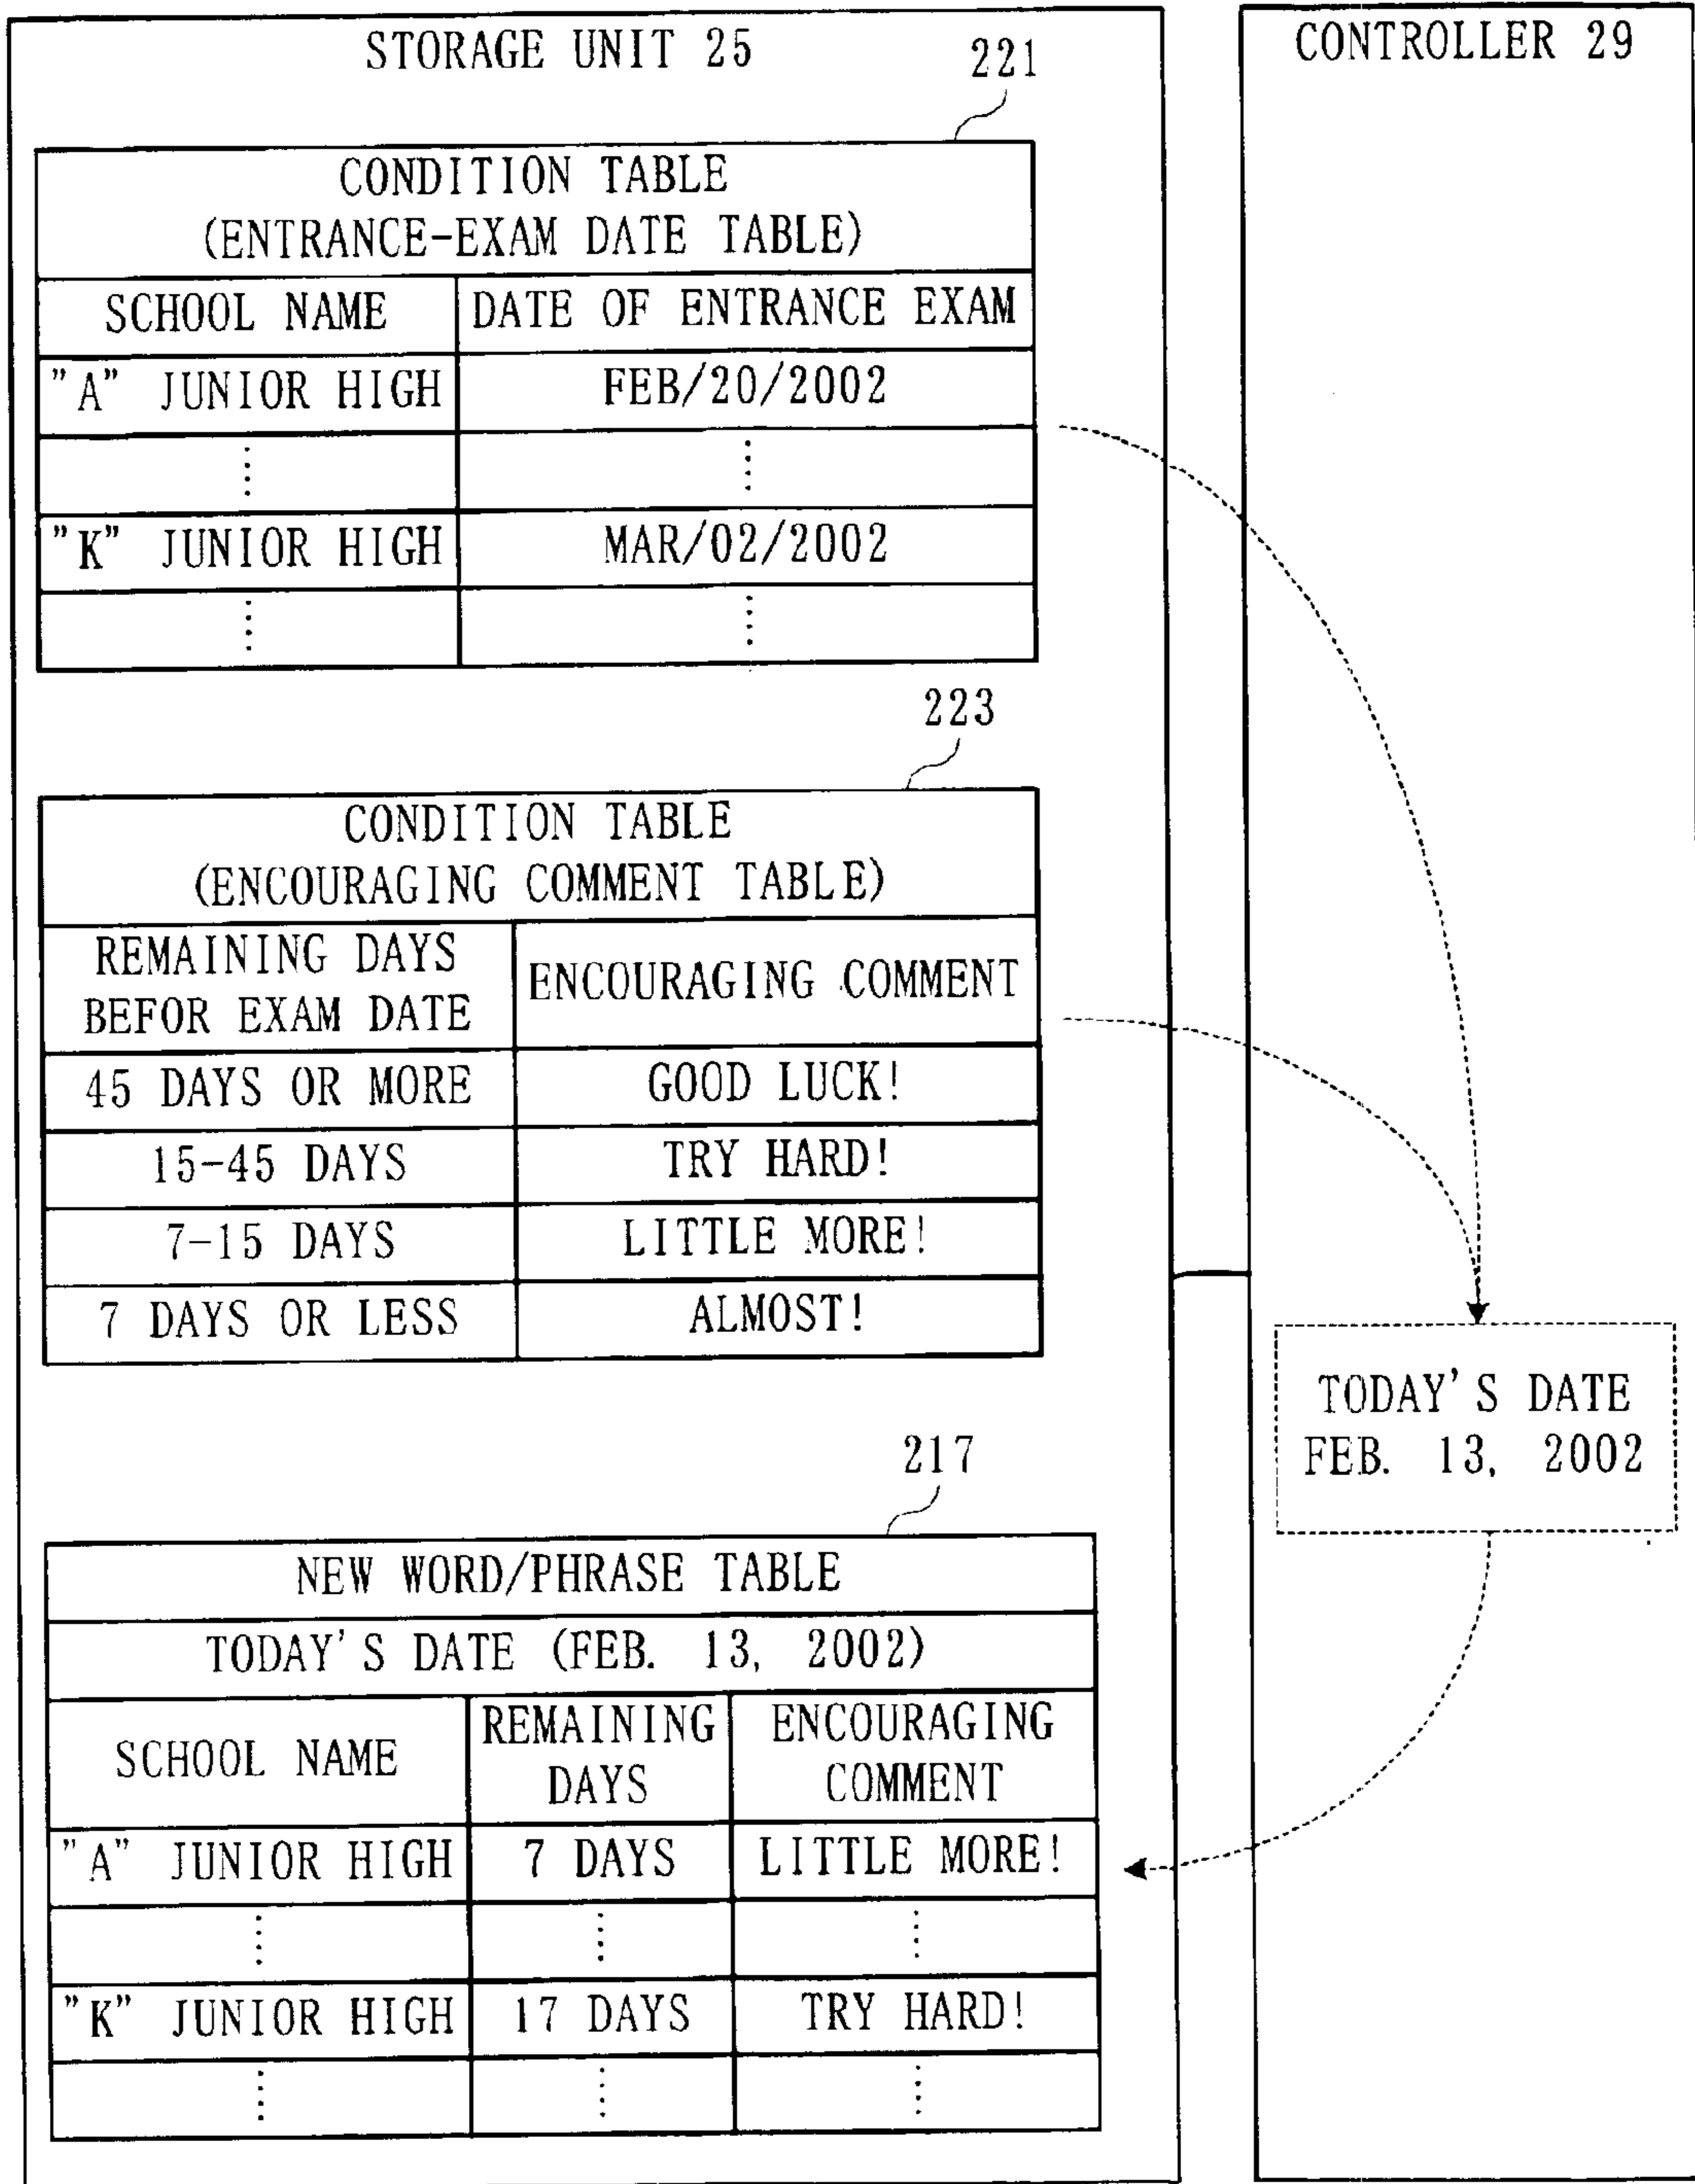 STORAGE UNIT 25
221
CONDITION TABLE
(ENTRANCE-EXAM DATE TABLE)
SCHOOL NAME DATE OF ENTRANCE EXAM
"A" JUNIOR HIGH FEB/20/2002
"K" JUNIOR HIGH MAR/02/2002
223
CONDITION TABLE
(ENCOURAGING COMMENT TABLE)
REMAINING DAYS
BEFOR EXAM DATE
ENCOURAGING COMMENT
45 DAYS OR MORE GOOD LUCK!
15-45 DAYS TRY HARD!
7-15 DAYS LITTLE MORE!
7 DAYS OR LESS ALMOST!
217
NEW WORD/PHRASE TABLE
TODAY'S DATE (FEB. 13, 2002)
SCHOOL NAME
REMAINING
DAYS
ENCOURAGING
COMMENT
"A" JUNIOR HIGH 7 DAYS LITTLE MORE!
"K" JUNIOR HIGH 17 DAYS TRY HARD!
CONTROLLER 29
TODAY'S DATE
FEB. 13, 2002